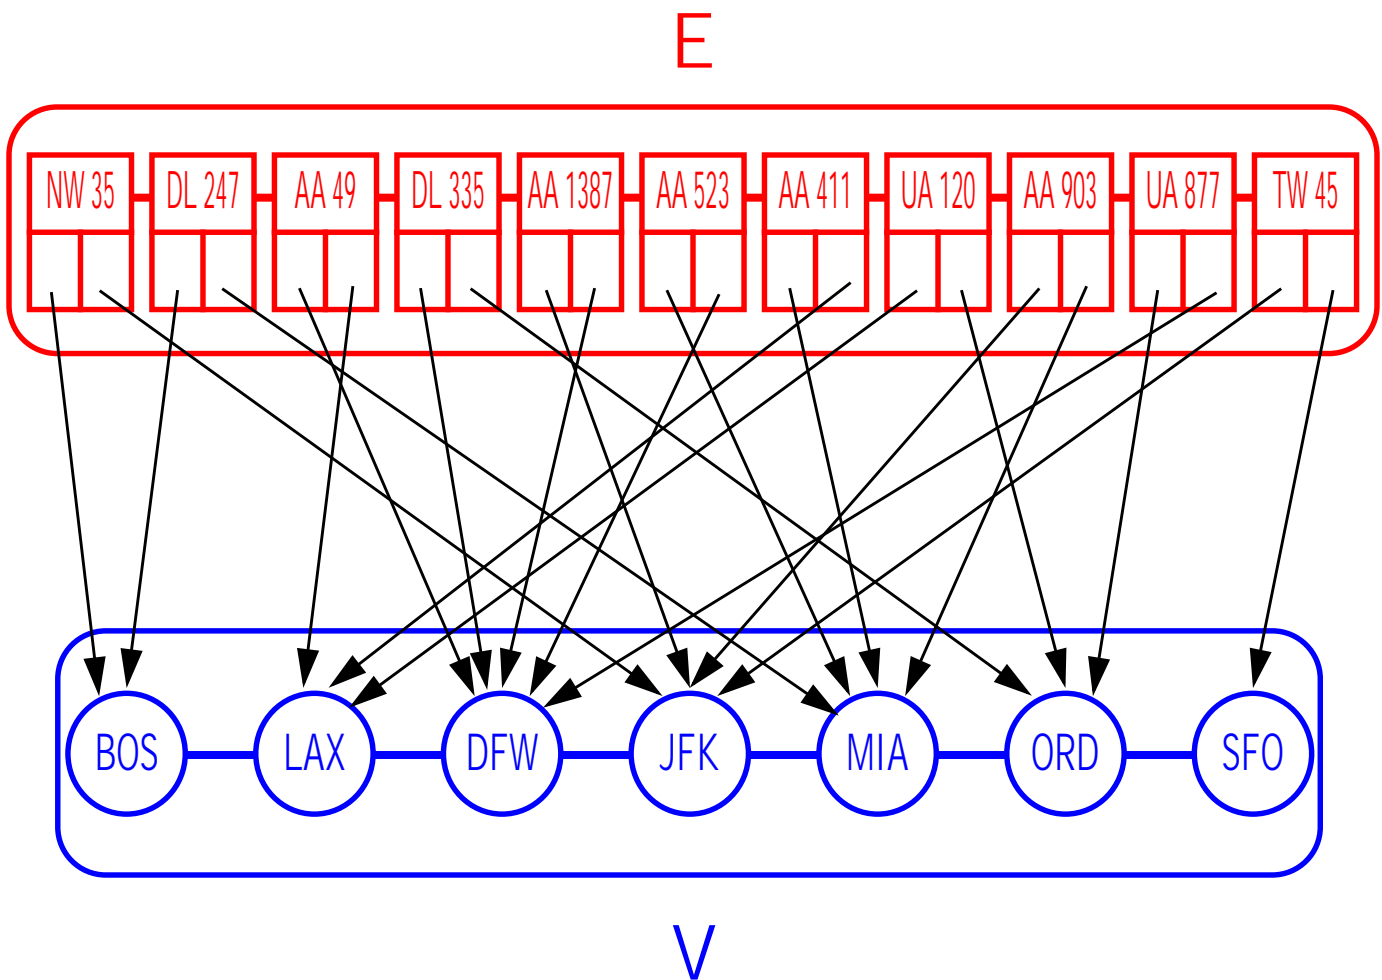 E
NW 35 DL 247 AA 49 DL 335 AA 1387 AA 523 AA 411 UA 120 AA 903 UA 877 TW 45
BOS LAX DFW JFK MIA ORD SFO
V